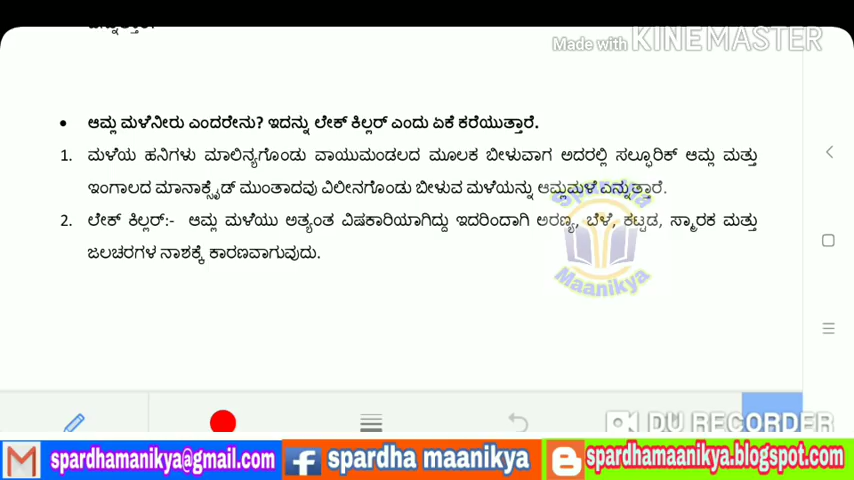 Made with KINEMASTER
• ಆಮ್ಲ ಮಳೆನೀರು ಎಂದರೇನು? ಇದನ್ನು ಲೇಕ್ ಕಿಲ್ಲರ್ ಎಂದು ಏಕೆ ಕರೆಯುತ್ತಾರೆ.
1. ಮಳೆಯ ಹನಿಗಳು ಮಾಲಿನ್ಯಗೊಂಡು ವಾಯುಮಂಡಲದ ಮೂಲಕ ಬೀಳುವಾಗ ಅದರಲ್ಲಿ ಸಲ್ಫೂರಿಕ್ ಆಮ್ಲ ಮತ್ತು
ಇಂಗಾಲದ ಮಾನಾಕ್ಸೈಡ್ ಮುಂತಾದವು ವಿಲೀನಗೊಂಡು ಬೀಳುವ ಮಳೆಯನ್ನು ಆಮ್ಲಮಳೆ ಎನ್ನುತ್ತಾರೆ.
2. ಲೇಕ್ ಕಿಲ್ಲರ್:- ಆಮ್ಲ ಮಳೆಯು ಅತ್ಯಂತ ವಿಷಕಾರಿಯಾಗಿದ್ದು ಇದರಿಂದಾಗಿ ಅರಣ್ಯ, ಬೆಳೆ, ಕಟ್ಟಡ, ಸ್ಮಾರಕ ಮತ್ತು
ಜಲಚರಗಳ ನಾಶಕ್ಕೆ ಕಾರಣವಾಗುವುದು.
Spardha
Maanikya
DU RECORDER
spardhamanikya@gmail.com
spardha maanikya
spardhamaanikya.blogspot.com